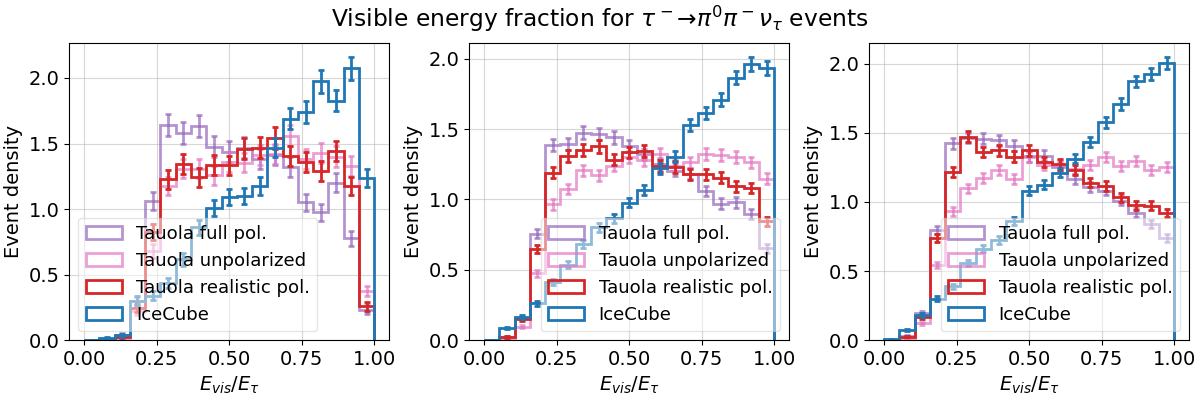 Visible energy fraction for τ⁻→π⁰π⁻ν_τ events
Event density
2.0
1.5
1.0
0.5
0.0
Tauola full pol.
Tauola unpolarized
Tauola realistic pol.
IceCube
0.00 0.25 0.50 0.75 1.00
E_vis/E_τ
Event density
2.0
1.5
1.0
0.5
0.0
Tauola full pol.
Tauola unpolarized
Tauola realistic pol.
IceCube
0.00 0.25 0.50 0.75 1.00
E_vis/E_τ
Event density
2.0
1.5
1.0
0.5
0.0
Tauola full pol.
Tauola unpolarized
Tauola realistic pol.
IceCube
0.00 0.25 0.50 0.75 1.00
E_vis/E_τ